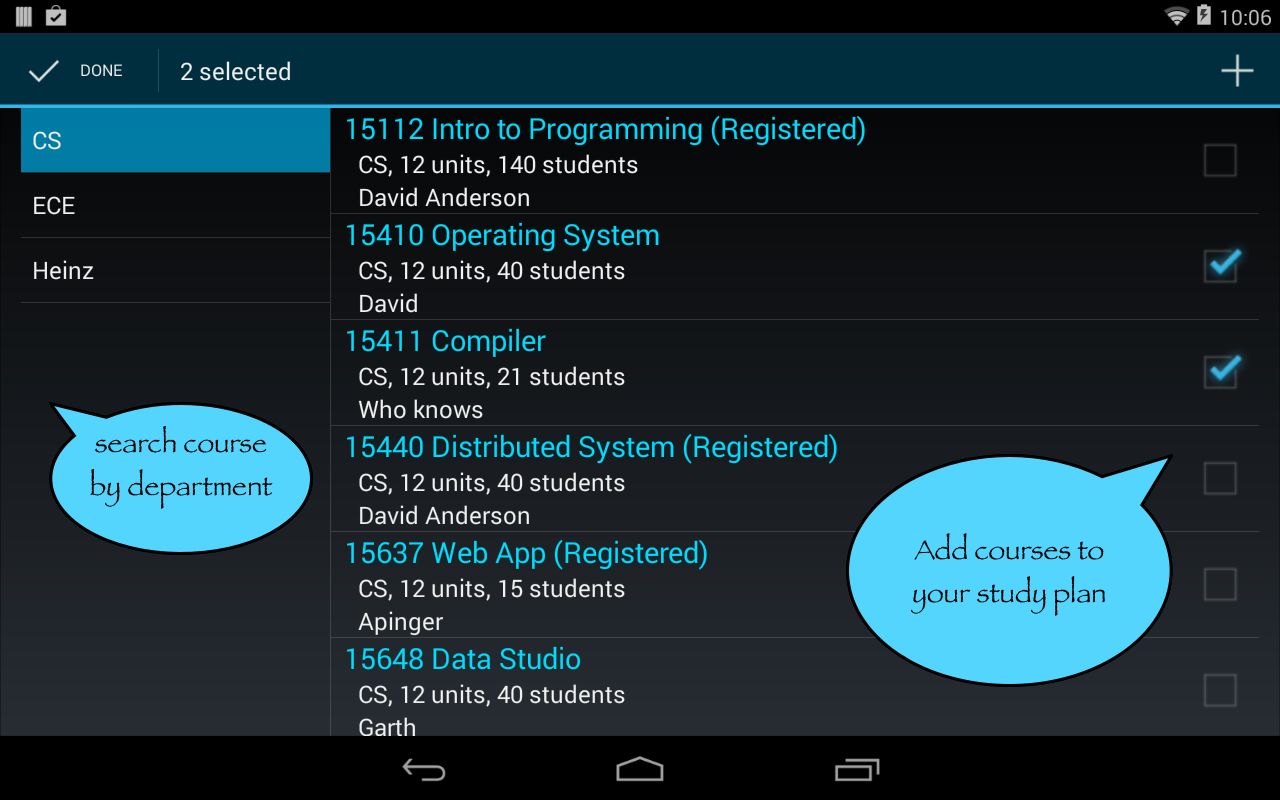 10:06
DONE
2 selected
CS
ECE
Heinz
search course
by department
15112 Intro to Programming (Registered)
CS, 12 units, 140 students
David Anderson
15410 Operating System
CS, 12 units, 40 students
David
15411 Compiler
CS, 12 units, 21 students
Who knows
15440 Distributed System (Registered)
CS, 12 units, 40 students
David Anderson
15637 Web App (Registered)
CS, 12 units, 15 students
Apinger
15648 Data Studio
CS, 12 units, 40 students
Garth
Add courses to
your study plan